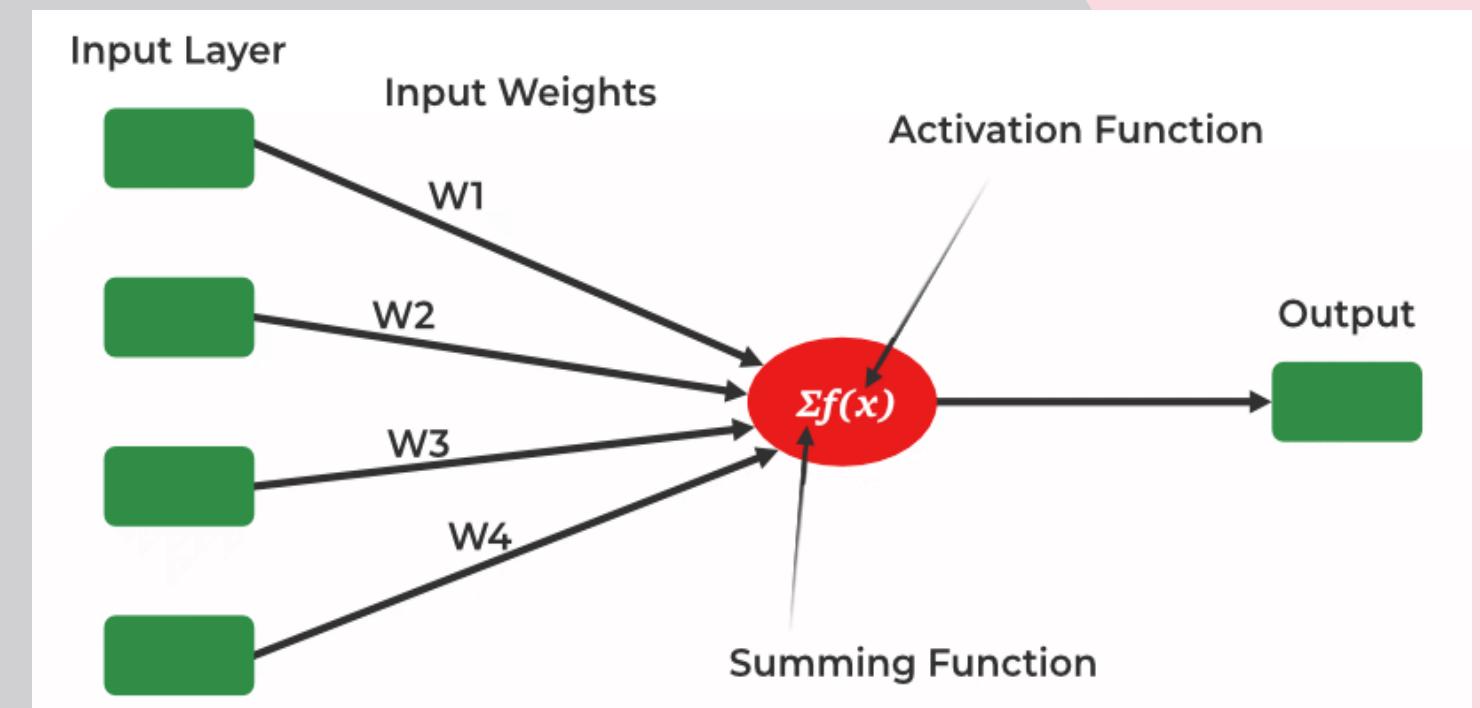 Input Layer
Input Weights
Activation Function
W1
W2
Output
Σf(x)
W3
W4
Summing Function